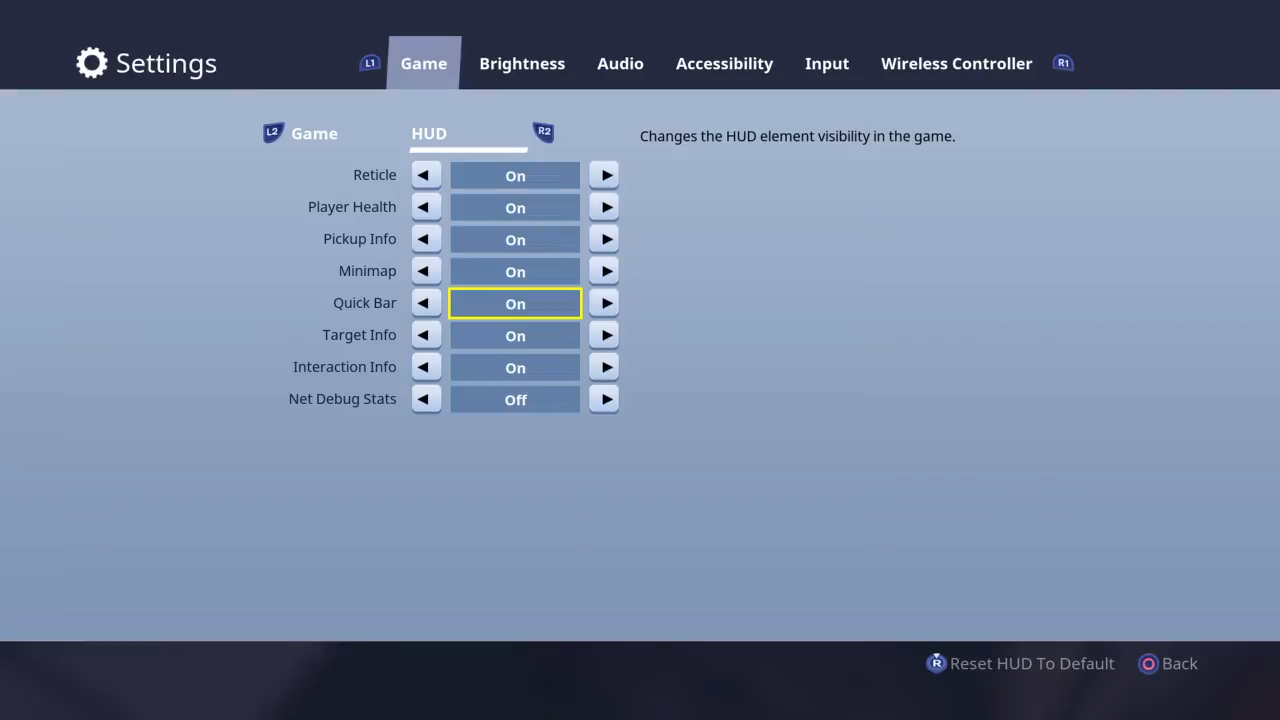 Settings
L1 Game Brightness Audio Accessibility Input Wireless Controller R1
L2 Game HUD R2
Changes the HUD element visibility in the game.
Reticle On
Player Health On
Pickup Info On
Minimap On
Quick Bar On
Target Info On
Interaction Info On
Net Debug Stats Off
R Reset HUD To Default Back